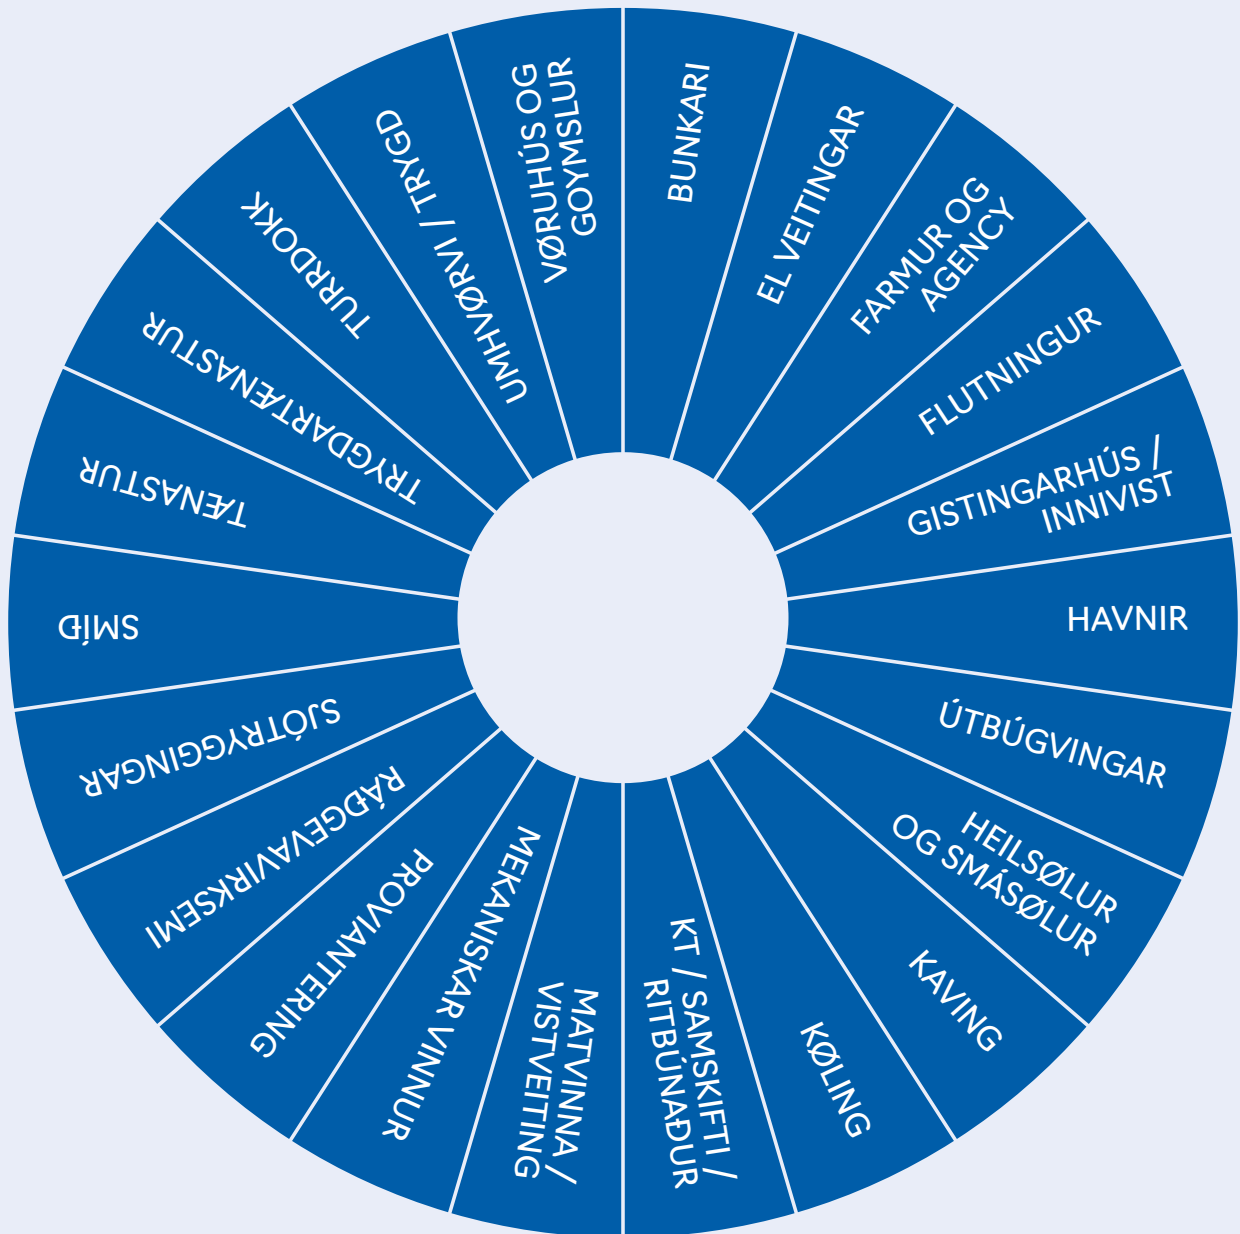 BUNKARI
EL VEITINGAR
FARMUR OG
AGENCY
FLUTNINGUR
GISTINGARHÚS /
INNIVIST
HAVNIR
ÚTBÚGVINGAR
HEILSØLUR
OG SMÁSØLUR
KAVING
KØLING
KT / SAMSKIFTI /
RITBÚNAÐUR
MATVINNA /
VISTVEITING
MEKANISKAR VINNUR
PROVIANTERING
RÁÐGEVAVIRKSEMI
SJÓTRYGGINGAR
SMÍÐ
TÆNASTUR
TRYGDARTÆNASTUR
TURRDOKK
UMHVØRVI / TRYGD
VØRUHÚS OG
GOYMSLUR